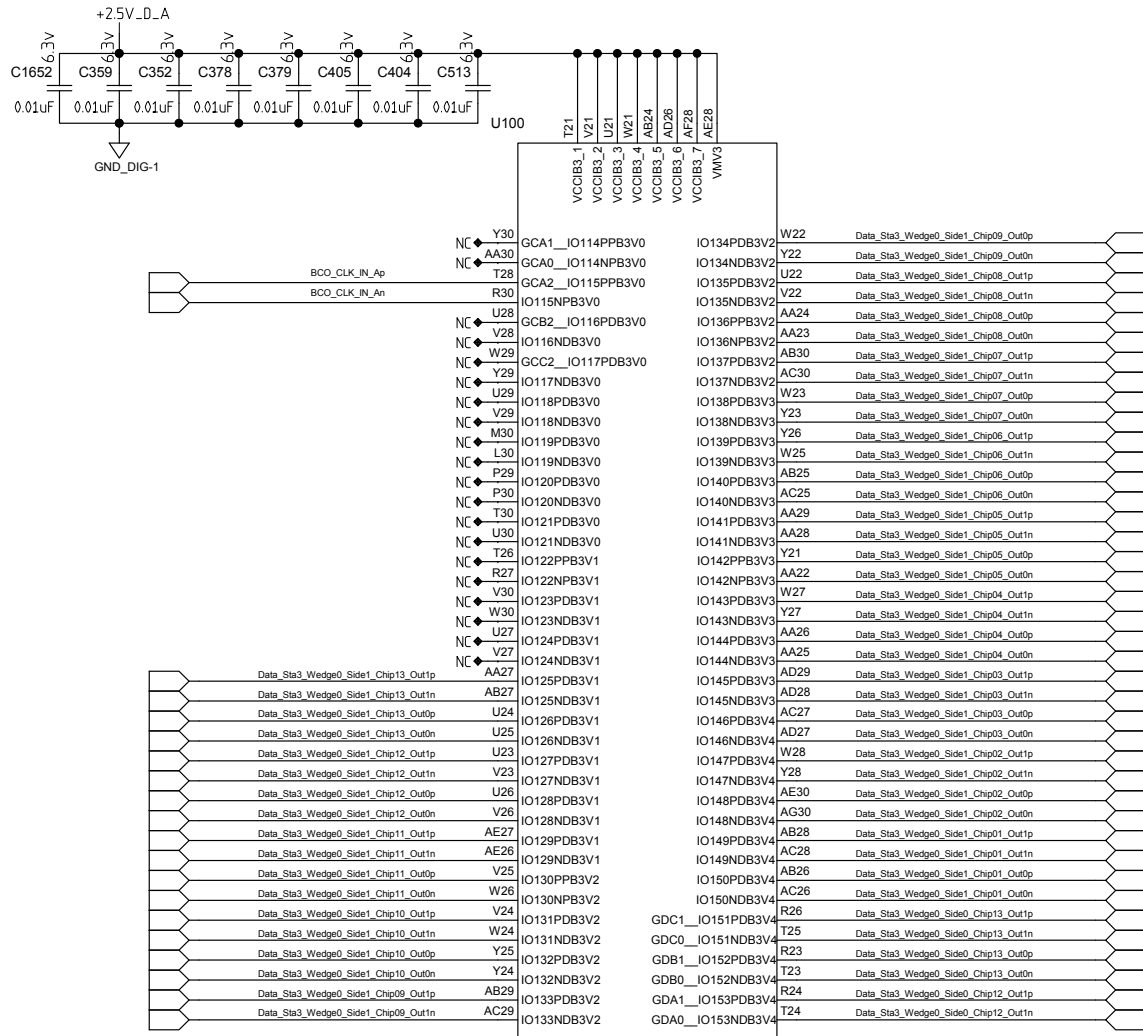 +2.5V_D_A
6.3v 6.3v 6.3v 6.3v 6.3v 6.3v 6.3v 6.3v
C1652 C359 C352 C378 C379 C405 C404 C513
0.01uF 0.01uF 0.01uF 0.01uF 0.01uF 0.01uF 0.01uF 0.01uF
GND_DIG-1
U100
T21 V21 U21 W21 AB24 AD26 AF28 AE28
VCCIB3_1 VCCIB3_2 VCCIB3_3 VCCIB3_4 VCCIB3_5 VCCIB3_6 VCCIB3_7 VMV3
NC Y30 GCA1__IO114PPB3V0 IO134PDB3V2 W22 Data_Sta3_Wedge0_Side1_Chip09_Out0p
NC AA30 GCA0__IO114NPB3V0 IO134NDB3V2 Y22 Data_Sta3_Wedge0_Side1_Chip09_Out0n
BCO_CLK_IN_Ap T28 GCA2__IO115PPB3V0 IO135PDB3V2 U22 Data_Sta3_Wedge0_Side1_Chip08_Out1p
BCO_CLK_IN_An R30 IO115NPB3V0 IO135NDB3V2 V22 Data_Sta3_Wedge0_Side1_Chip08_Out1n
NC U28 GCB2__IO116PDB3V0 IO136PPB3V2 AA24 Data_Sta3_Wedge0_Side1_Chip08_Out0p
NC V28 IO116NDB3V0 IO136NPB3V2 AA23 Data_Sta3_Wedge0_Side1_Chip08_Out0n
NC W29 GCC2__IO117PDB3V0 IO137PDB3V2 AB30 Data_Sta3_Wedge0_Side1_Chip07_Out1p
NC Y29 IO117NDB3V0 IO137NDB3V2 AC30 Data_Sta3_Wedge0_Side1_Chip07_Out1n
NC U29 IO118PDB3V0 IO138PDB3V3 W23 Data_Sta3_Wedge0_Side1_Chip07_Out0p
NC V29 IO118NDB3V0 IO138NDB3V3 Y23 Data_Sta3_Wedge0_Side1_Chip07_Out0n
NC M30 IO119PDB3V0 IO139PDB3V3 Y26 Data_Sta3_Wedge0_Side1_Chip06_Out1p
NC L30 IO119NDB3V0 IO139NDB3V3 W25 Data_Sta3_Wedge0_Side1_Chip06_Out1n
NC P29 IO120PDB3V0 IO140PDB3V3 AB25 Data_Sta3_Wedge0_Side1_Chip06_Out0p
NC P30 IO120NDB3V0 IO140NDB3V3 AC25 Data_Sta3_Wedge0_Side1_Chip06_Out0n
NC T30 IO121PDB3V0 IO141PDB3V3 AA29 Data_Sta3_Wedge0_Side1_Chip05_Out1p
NC U30 IO121NDB3V0 IO141NDB3V3 AA28 Data_Sta3_Wedge0_Side1_Chip05_Out1n
NC T26 IO122PPB3V1 IO142PPB3V3 Y21 Data_Sta3_Wedge0_Side1_Chip05_Out0p
NC R27 IO122NPB3V1 IO142NPB3V3 AA22 Data_Sta3_Wedge0_Side1_Chip05_Out0n
NC V30 IO123PDB3V1 IO143PDB3V3 W27 Data_Sta3_Wedge0_Side1_Chip04_Out1p
NC W30 IO123NDB3V1 IO143NDB3V3 Y27 Data_Sta3_Wedge0_Side1_Chip04_Out1n
NC U27 IO124PDB3V1 IO144PDB3V3 AA26 Data_Sta3_Wedge0_Side1_Chip04_Out0p
NC V27 IO124NDB3V1 IO144NDB3V3 AA25 Data_Sta3_Wedge0_Side1_Chip04_Out0n
Data_Sta3_Wedge0_Side1_Chip13_Out1p AA27 IO125PDB3V1 IO145PDB3V3 AD29 Data_Sta3_Wedge0_Side1_Chip03_Out1p
Data_Sta3_Wedge0_Side1_Chip13_Out1n AB27 IO125NDB3V1 IO145NDB3V3 AD28 Data_Sta3_Wedge0_Side1_Chip03_Out1n
Data_Sta3_Wedge0_Side1_Chip13_Out0p U24 IO126PDB3V1 IO146PDB3V4 AC27 Data_Sta3_Wedge0_Side1_Chip03_Out0p
Data_Sta3_Wedge0_Side1_Chip13_Out0n U25 IO126NDB3V1 IO146NDB3V4 AD27 Data_Sta3_Wedge0_Side1_Chip03_Out0n
Data_Sta3_Wedge0_Side1_Chip12_Out1p U23 IO127PDB3V1 IO147PDB3V4 W28 Data_Sta3_Wedge0_Side1_Chip02_Out1p
Data_Sta3_Wedge0_Side1_Chip12_Out1n V23 IO127NDB3V1 IO147NDB3V4 Y28 Data_Sta3_Wedge0_Side1_Chip02_Out1n
Data_Sta3_Wedge0_Side1_Chip12_Out0p U26 IO128PDB3V1 IO148PDB3V4 AE30 Data_Sta3_Wedge0_Side1_Chip02_Out0p
Data_Sta3_Wedge0_Side1_Chip12_Out0n V26 IO128NDB3V1 IO148NDB3V4 AG30 Data_Sta3_Wedge0_Side1_Chip02_Out0n
Data_Sta3_Wedge0_Side1_Chip11_Out1p AE27 IO129PDB3V1 IO149PDB3V4 AB28 Data_Sta3_Wedge0_Side1_Chip01_Out1p
Data_Sta3_Wedge0_Side1_Chip11_Out1n AE26 IO129NDB3V1 IO149NDB3V4 AC28 Data_Sta3_Wedge0_Side1_Chip01_Out1n
Data_Sta3_Wedge0_Side1_Chip11_Out0p V25 IO130PPB3V2 IO150PDB3V4 AB26 Data_Sta3_Wedge0_Side1_Chip01_Out0p
Data_Sta3_Wedge0_Side1_Chip11_Out0n W26 IO130NPB3V2 IO150NDB3V4 AC26 Data_Sta3_Wedge0_Side1_Chip01_Out0n
Data_Sta3_Wedge0_Side1_Chip10_Out1p V24 IO131PDB3V2 GDC1__IO151PDB3V4 R26 Data_Sta3_Wedge0_Side0_Chip13_Out1p
Data_Sta3_Wedge0_Side1_Chip10_Out1n W24 IO131NDB3V2 GDC0__IO151NDB3V4 T25 Data_Sta3_Wedge0_Side0_Chip13_Out1n
Data_Sta3_Wedge0_Side1_Chip10_Out0p Y25 IO132PDB3V2 GDB1__IO152PDB3V4 R23 Data_Sta3_Wedge0_Side0_Chip13_Out0p
Data_Sta3_Wedge0_Side1_Chip10_Out0n Y24 IO132NDB3V2 GDB0__IO152NDB3V4 T23 Data_Sta3_Wedge0_Side0_Chip13_Out0n
Data_Sta3_Wedge0_Side1_Chip09_Out1p AB29 IO133PDB3V2 GDA1__IO153PDB3V4 R24 Data_Sta3_Wedge0_Side0_Chip12_Out1p
Data_Sta3_Wedge0_Side1_Chip09_Out1n AC29 IO133NDB3V2 GDA0__IO153NDB3V4 T24 Data_Sta3_Wedge0_Side0_Chip12_Out1n